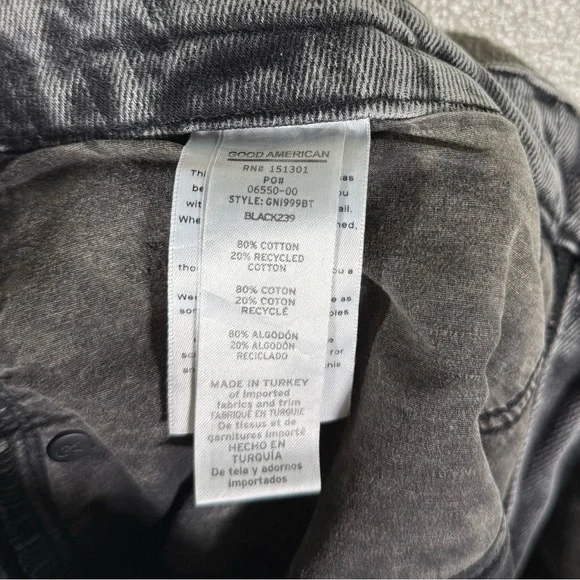 GOOD AMERICAN
RN# 151301
PO#
06550-00
STYLE: GNI999BT
BLACK239
80% COTTON
20% RECYCLED
COTTON
80% COTON
20% COTON
RECYCLÉ
80% ALGODÓN
20% ALGODÓN
RECICLADO
MADE IN TURKEY
of imported
fabrics and trim
FABRIQUÉ EN TURQUIE
De tissus et de
garnitures importé
HECHO EN
TURQUÍA
De tela y adornos
importados